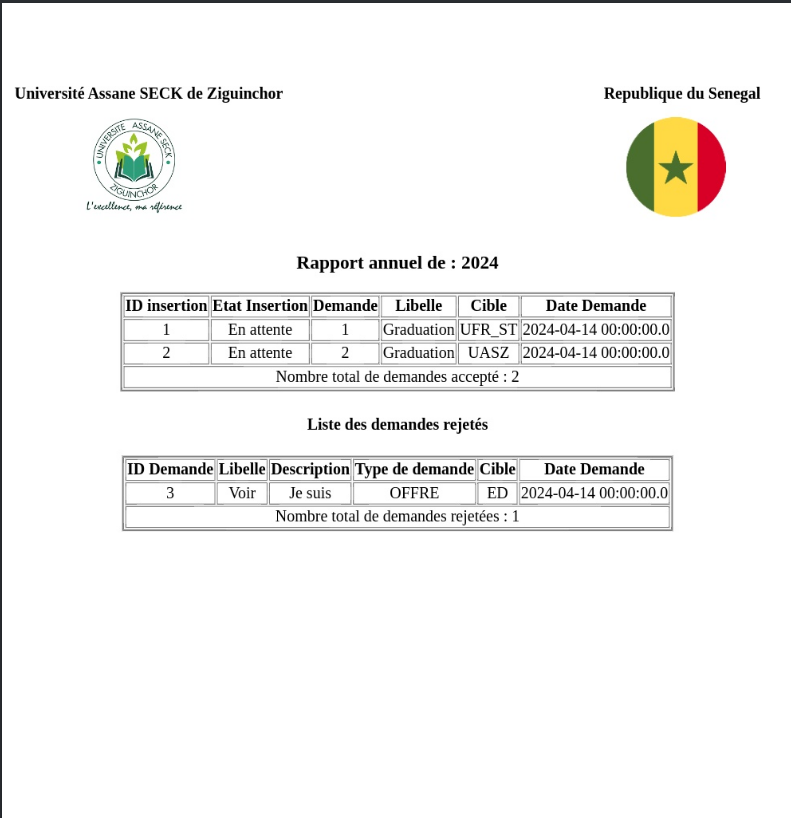 Université Assane SECK de Ziguinchor
Republique du Senegal
UNIVERSITE ASSANE SECK
ZIGUINCHOR
L'excellence, ma référence
Rapport annuel de : 2024
ID insertion Etat Insertion Demande Libelle Cible Date Demande
1 En attente 1 Graduation UFR_ST 2024-04-14 00:00:00.0
2 En attente 2 Graduation UASZ 2024-04-14 00:00:00.0
Nombre total de demandes accepté : 2
Liste des demandes rejetés
ID Demande Libelle Description Type de demande Cible Date Demande
3 Voir Je suis OFFRE ED 2024-04-14 00:00:00.0
Nombre total de demandes rejetées : 1